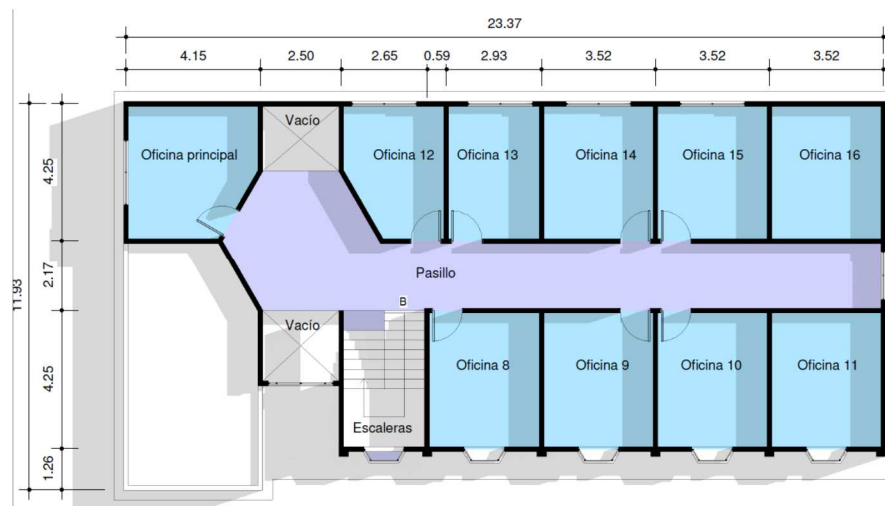 23.37
4.15 2.50 2.65 0.59 2.93 3.52 3.52 3.52
Vacío
Oficina principal Oficina 12 Oficina 13 Oficina 14 Oficina 15 Oficina 16
4.25
2.17
11.93
Pasillo
B
Vacío
4.25
Oficina 8 Oficina 9 Oficina 10 Oficina 11
Escaleras
1.26